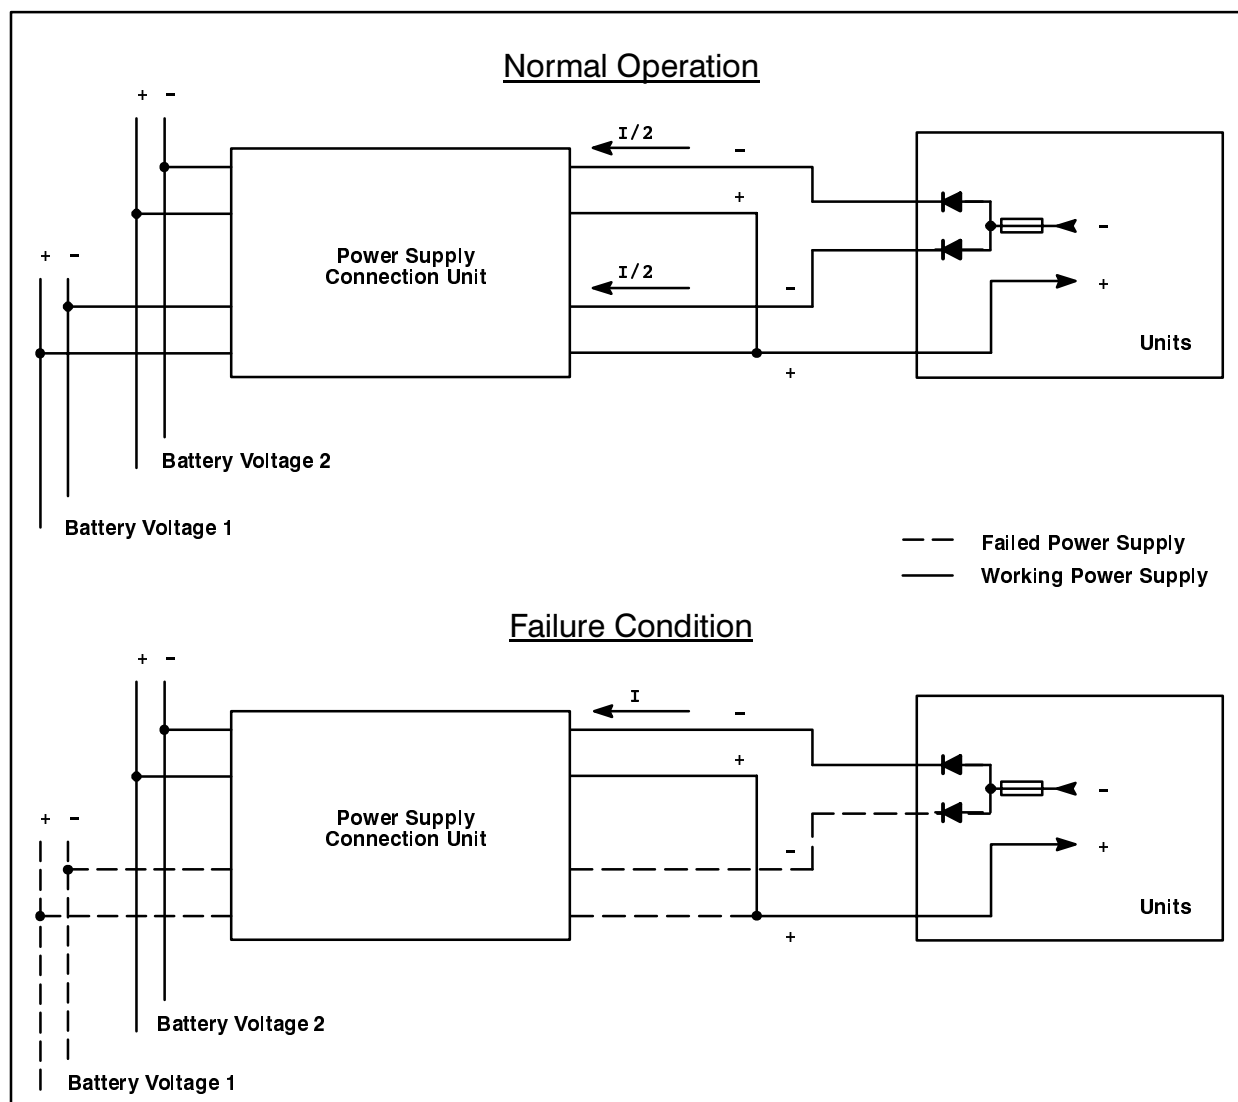 Normal Operation
+ −
I/2
−
+
Power Supply
Connection Unit
+ −
I/2
−
−
+
Units
+
Battery Voltage 2
Battery Voltage 1
Failed Power Supply
Working Power Supply
Failure Condition
+ −
I
−
+
Power Supply
Connection Unit
+ −
−
−
+
Units
+
Battery Voltage 2
Battery Voltage 1